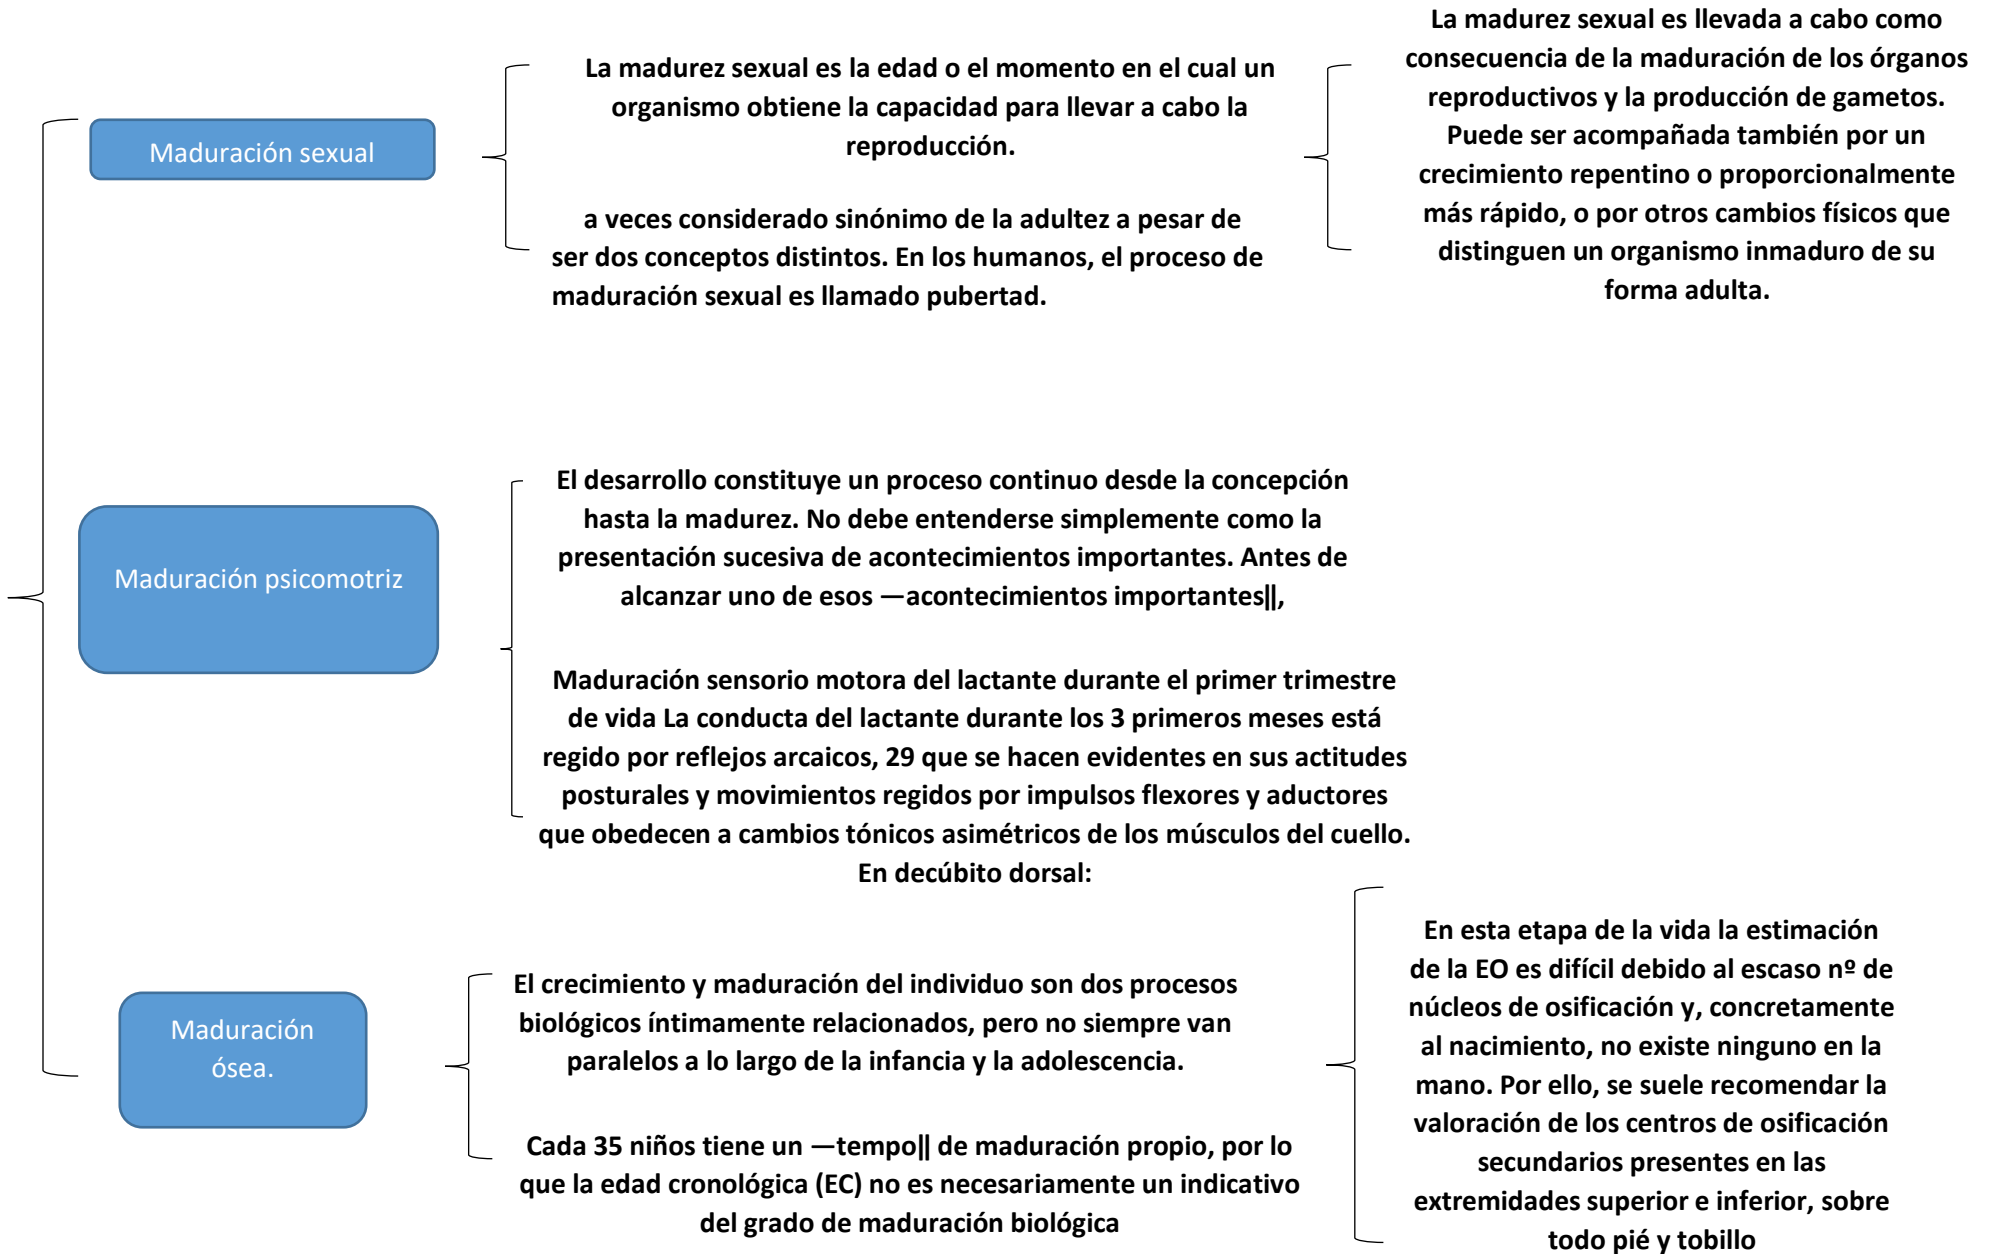 Maduración sexual
La madurez sexual es la edad o el momento en el cual un
organismo obtiene la capacidad para llevar a cabo la
reproducción.
a veces considerado sinónimo de la adultez a pesar de
ser dos conceptos distintos. En los humanos, el proceso de
maduración sexual es llamado pubertad.
La madurez sexual es llevada a cabo como
consecuencia de la maduración de los órganos
reproductivos y la producción de gametos.
Puede ser acompañada también por un
crecimiento repentino o proporcionalmente
más rápido, o por otros cambios físicos que
distinguen un organismo inmaduro de su
forma adulta.
Maduración psicomotriz
El desarrollo constituye un proceso continuo desde la concepción
hasta la madurez. No debe entenderse simplemente como la
presentación sucesiva de acontecimientos importantes. Antes de
alcanzar uno de esos ―acontecimientos importantes‖,
Maduración sensorio motora del lactante durante el primer trimestre
de vida La conducta del lactante durante los 3 primeros meses está
regido por reflejos arcaicos, 29 que se hacen evidentes en sus actitudes
posturales y movimientos regidos por impulsos flexores y aductores
que obedecen a cambios tónicos asimétricos de los músculos del cuello.
En decúbito dorsal:
Maduración
ósea.
El crecimiento y maduración del individuo son dos procesos
biológicos íntimamente relacionados, pero no siempre van
paralelos a lo largo de la infancia y la adolescencia.
Cada 35 niños tiene un ―tempo‖ de maduración propio, por lo
que la edad cronológica (EC) no es necesariamente un indicativo
del grado de maduración biológica
En esta etapa de la vida la estimación
de la EO es difícil debido al escaso nº de
núcleos de osificación y, concretamente
al nacimiento, no existe ninguno en la
mano. Por ello, se suele recomendar la
valoración de los centros de osificación
secundarios presentes en las
extremidades superior e inferior, sobre
todo pié y tobillo